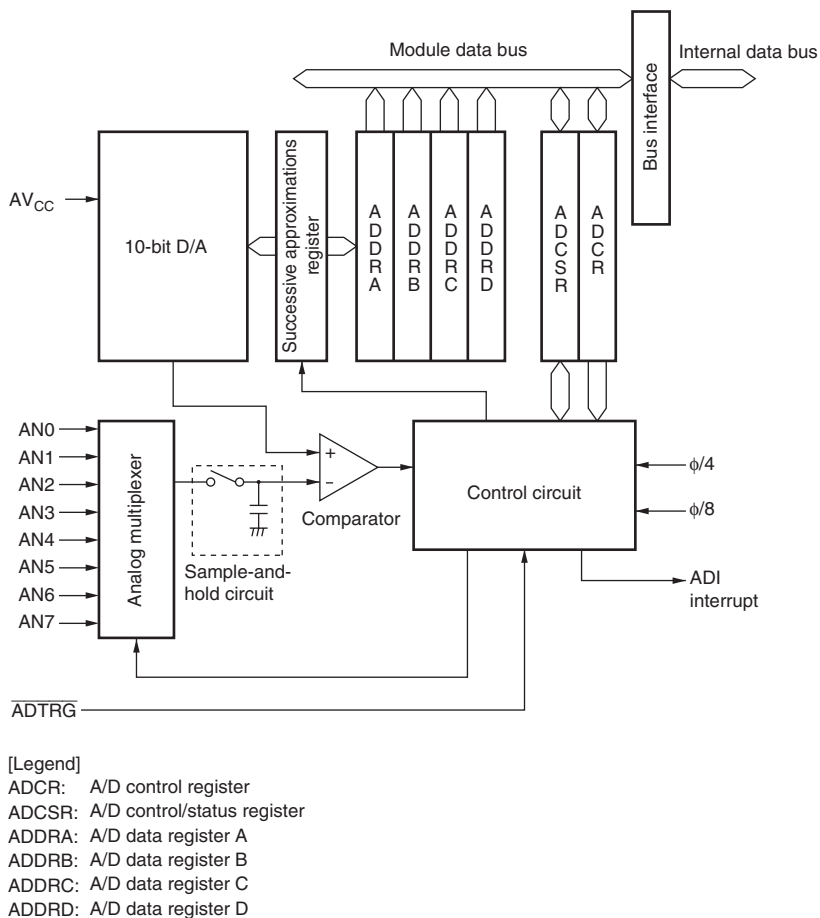 Module data bus
Internal data bus
Bus interface
AVCC
10-bit D/A
Successive approximations
register
ADDRA
ADDRB
ADDRC
ADDRD
ADCSR
ADCR
AN0
AN1
AN2
AN3
AN4
AN5
AN6
AN7
Analog multiplexer
+
−
Comparator
Sample-and-
hold circuit
Control circuit
ϕ/4
ϕ/8
ADI
interrupt
ADTRG
[Legend]
ADCR: A/D control register
ADCSR: A/D control/status register
ADDRA: A/D data register A
ADDRB: A/D data register B
ADDRC: A/D data register C
ADDRD: A/D data register D